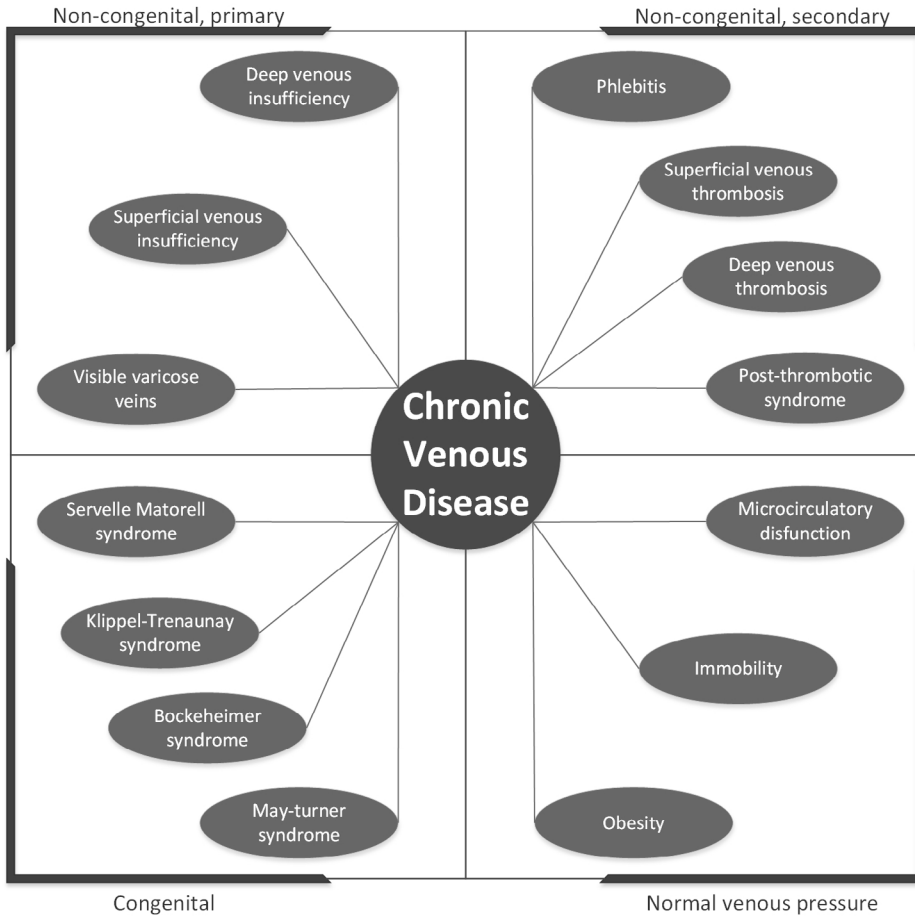 Non-congenital, primary
Non-congenital, secondary
Deep venous
insufficiency
Phlebitis
Superficial venous
thrombosis
Superficial venous
insufficiency
Deep venous
thrombosis
Visible varicose
veins
Post-thrombotic
syndrome
Chronic
Venous
Disease
Servelle Matorell
syndrome
Microcirculatory
disfunction
Klippel-Trenaunay
syndrome
Immobility
Bockeheimer
syndrome
May-turner
syndrome
Obesity
Congenital
Normal venous pressure